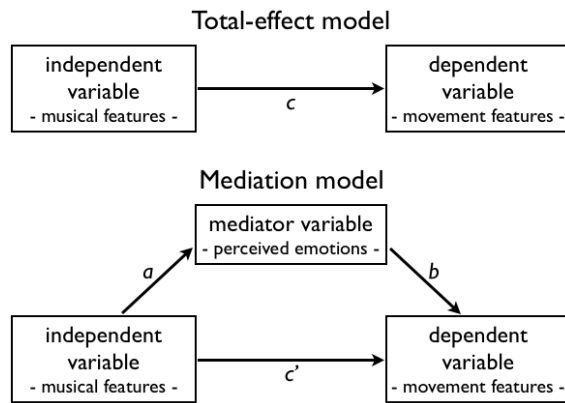 Total-effect model
independent
variable
- musical features -
c
dependent
variable
- movement features -
Mediation model
mediator variable
- perceived emotions -
a
b
independent
variable
- musical features -
c'
dependent
variable
- movement features -